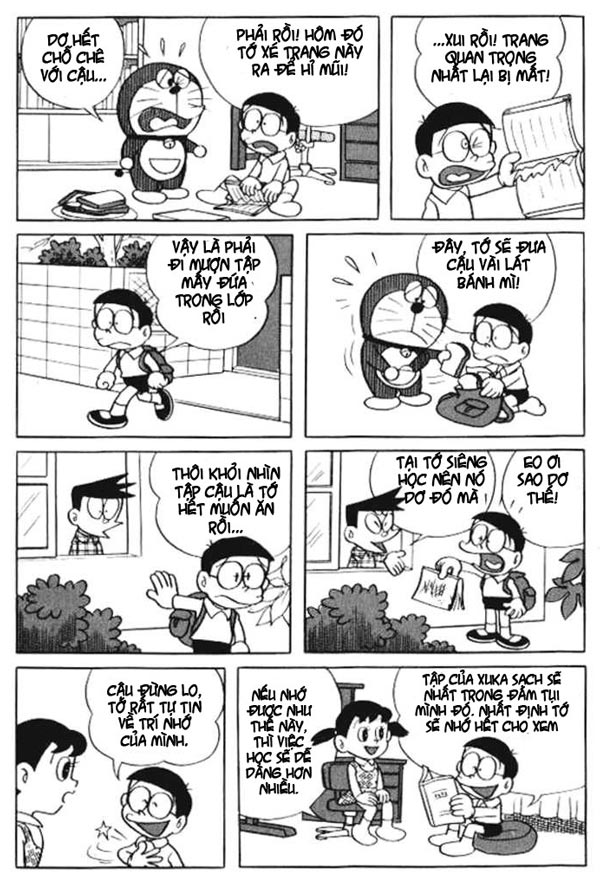 ...XUI RỒI! TRANG
QUAN TRỌNG
NHẤT LẠI BỊ MẤT!
PHẢI RỒI! HÔM ĐÓ
TỚ XÉ TRANG NÀY
RA ĐỂ HỈ MŨI!
DƠ HẾT
CHỖ CHÊ
VỚI CẬU...
ĐÂY, TỚ SẼ ĐƯA
CẬU VÀI LÁT
BÁNH MÌ!
VẬY LÀ PHẢI
ĐI MƯỢN TẬP
MẤY ĐỨA
TRONG LỚP
RỒI
EO ƠI
SAO DƠ
THẾ!
TẠI TỚ SIÊNG
HỌC NÊN NÓ
DƠ ĐÓ MÀ
THÔI KHỎI NHÌN
TẬP CẬU LÀ TỚ
HẾT MUỐN ĂN
RỒI...
TẬP CỦA XUKA SẠCH SẼ
NHẤT TRONG ĐÁM TỤI
MÌNH ĐÓ. NHẤT ĐỊNH TỚ
SẼ NHỚ HẾT CHO XEM
NẾU NHỚ
ĐƯỢC NHƯ
THẾ NÀY,
THÌ VIỆC
HỌC SẼ DỄ
DÀNG HƠN
NHIỀU.
CẬU ĐỪNG LO,
TỚ RẤT TỰ TIN
VỀ TRÍ NHỚ
CỦA MÌNH.